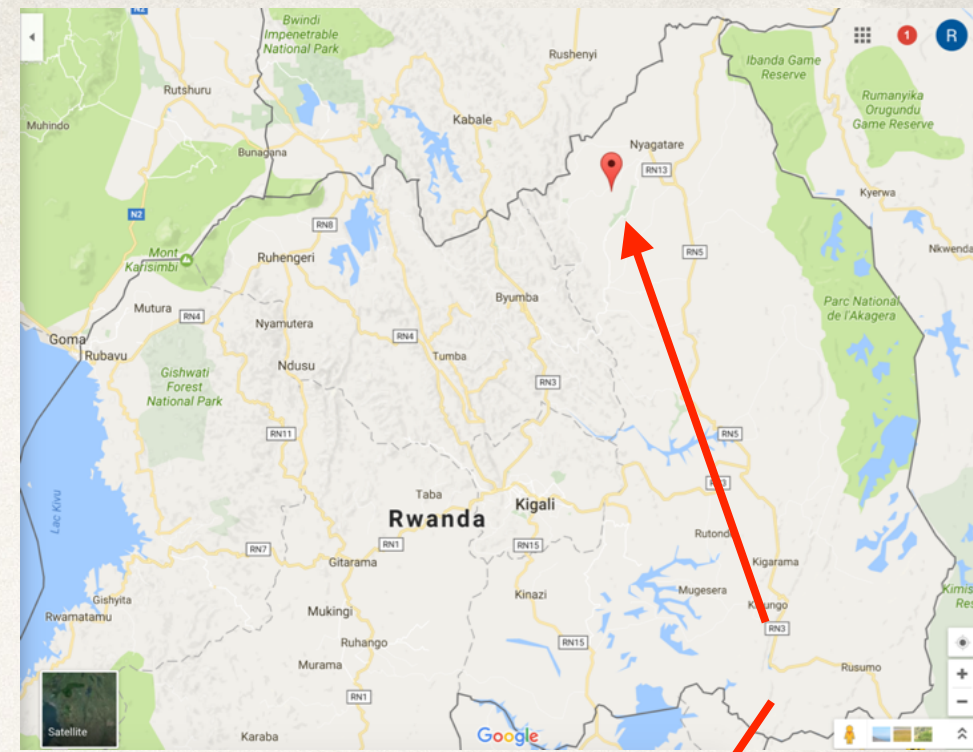 Bwindi
Impenetrable
National Park
N2
Rushenyi
1
R
Ibanda Game
Reserve
Rutshuru
Rumanyika
Orugundu
Game Reserve
Muhindo
Kabale
Bunagana
Nyagatare
RN13
Kyerwa
N2
RN8
Mont
Karisimbi
Ruhengeri
RN5
Nkwenda
Byumba
Parc National
de l'Akagera
Mutura
RN4
Nyamutera
RN4
Goma
Rubavu
Tumba
Ndusu
Gishwati
Forest
National Park
RN3
RN11
RN5
Lac Kivu
Taba
Kigali
Rwanda
RN1
RN15
RN7
Gitarama
Kigarama
Kinazi
Mugesera
Gishyita
Rwamatamu
Mukingi
RN3
Ruhango
RN15
Murama
Rusumo
RN1
Satellite
Karaba
Google